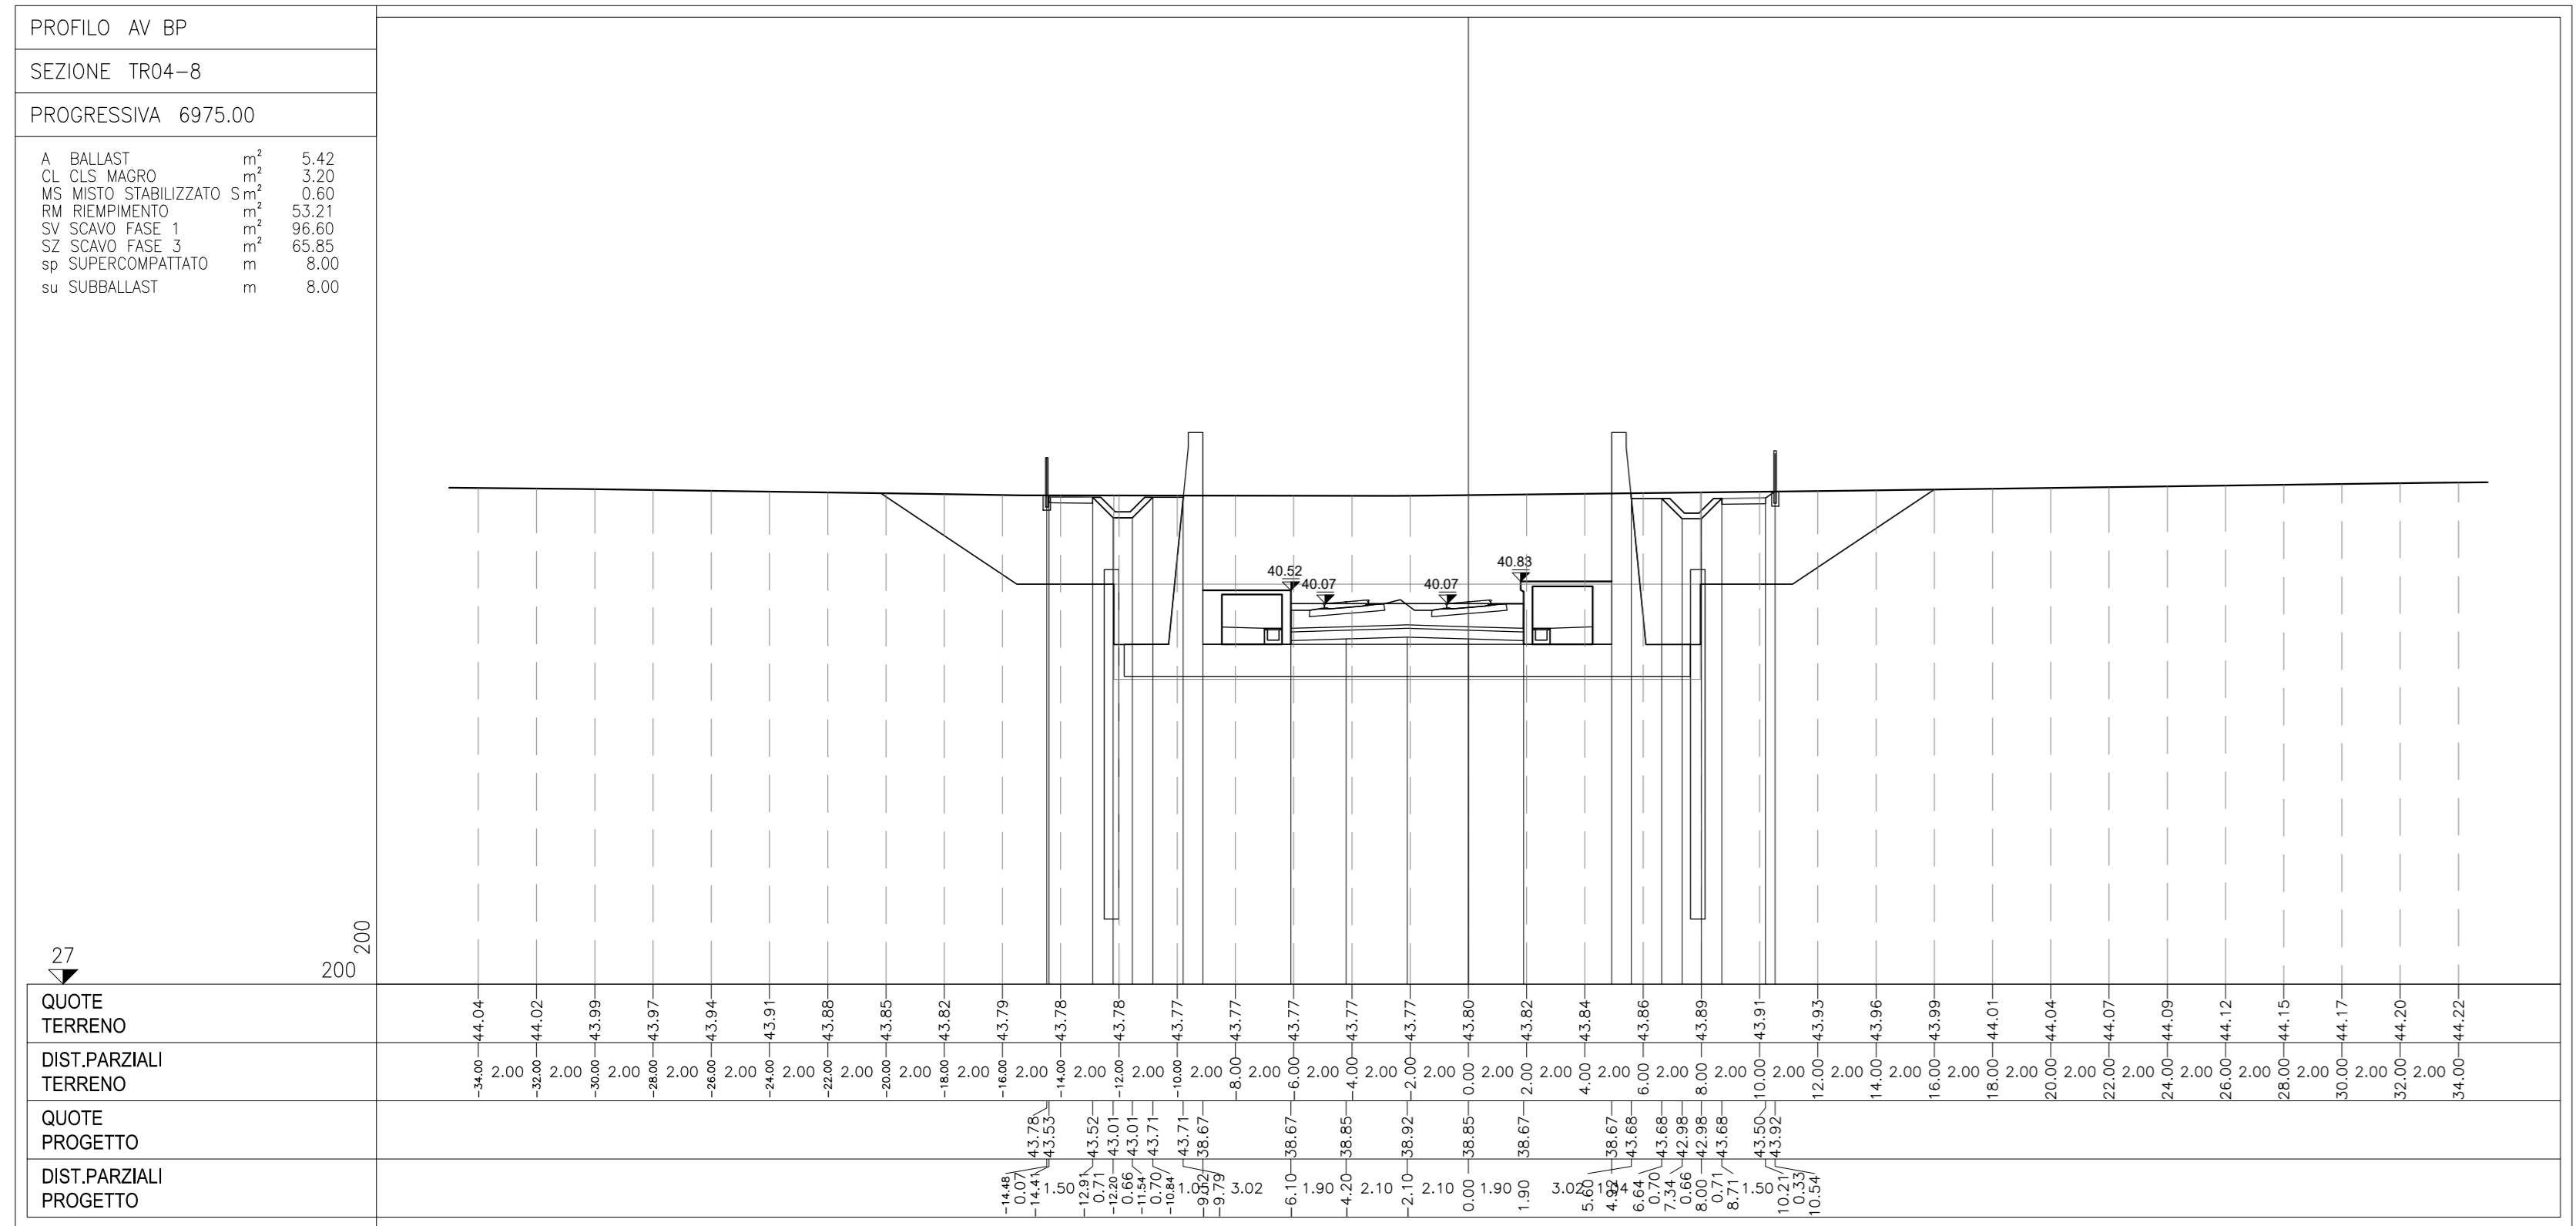 PROFILO AV BP
SEZIONE TR04-8
PROGRESSIVA 6975.00
A BALLAST m² 5.42
CL CLS MAGRO m² 3.20
MS MISTO STABILIZZATO S m² 0.60
RM RIEMPIMENTO m² 53.21
SV SCAVO FASE 1 m² 96.60
SZ SCAVO FASE 3 m² 65.85
sp SUPERCOMPATTATO m 8.00
su SUBBALLAST m 8.00
40.52 40.07 40.07 40.83
27 200 200
QUOTE TERRENO
44.04 44.02 43.99 43.97 43.94 43.91 43.88 43.85 43.82 43.79 43.78 43.78 43.77 43.77 43.77 43.77 43.77 43.80 43.82 43.84 43.86 43.89 43.91 43.93 43.96 43.99 44.01 44.04 44.07 44.09 44.12 44.15 44.17 44.20 44.22
DIST.PARZIALI TERRENO
-34.00 2.00 -32.00 2.00 -30.00 2.00 -28.00 2.00 -26.00 2.00 -24.00 2.00 -22.00 2.00 -20.00 2.00 -18.00 2.00 -16.00 2.00 -14.00 2.00 -12.00 2.00 -10.00 2.00 -8.00 2.00 -6.00 2.00 -4.00 2.00 -2.00 2.00 0.00 2.00 2.00 2.00 4.00 2.00 6.00 2.00 8.00 2.00 10.00 2.00 12.00 2.00 14.00 2.00 16.00 2.00 18.00 2.00 20.00 2.00 22.00 2.00 24.00 2.00 26.00 2.00 28.00 2.00 30.00 2.00 32.00 2.00 34.00
QUOTE PROGETTO
43.78 43.53 43.52 43.01 43.01 43.71 43.71 38.67 38.67 38.85 38.92 38.85 38.67 38.67 43.68 43.68 42.98 42.98 43.68 43.50 43.92
DIST.PARZIALI PROGETTO
-14.48 0.07 -14.41 1.50 -12.91 0.71 -12.20 0.66 -11.54 0.70 -10.84 1.05 -9.12 -9.79 3.02 -6.10 1.90 -4.20 2.10 -2.10 2.10 0.00 1.90 1.90 3.02 5.60 4.92 1.04 6.64 0.70 7.34 0.66 8.00 0.71 8.71 1.50 10.21 0.33 10.54